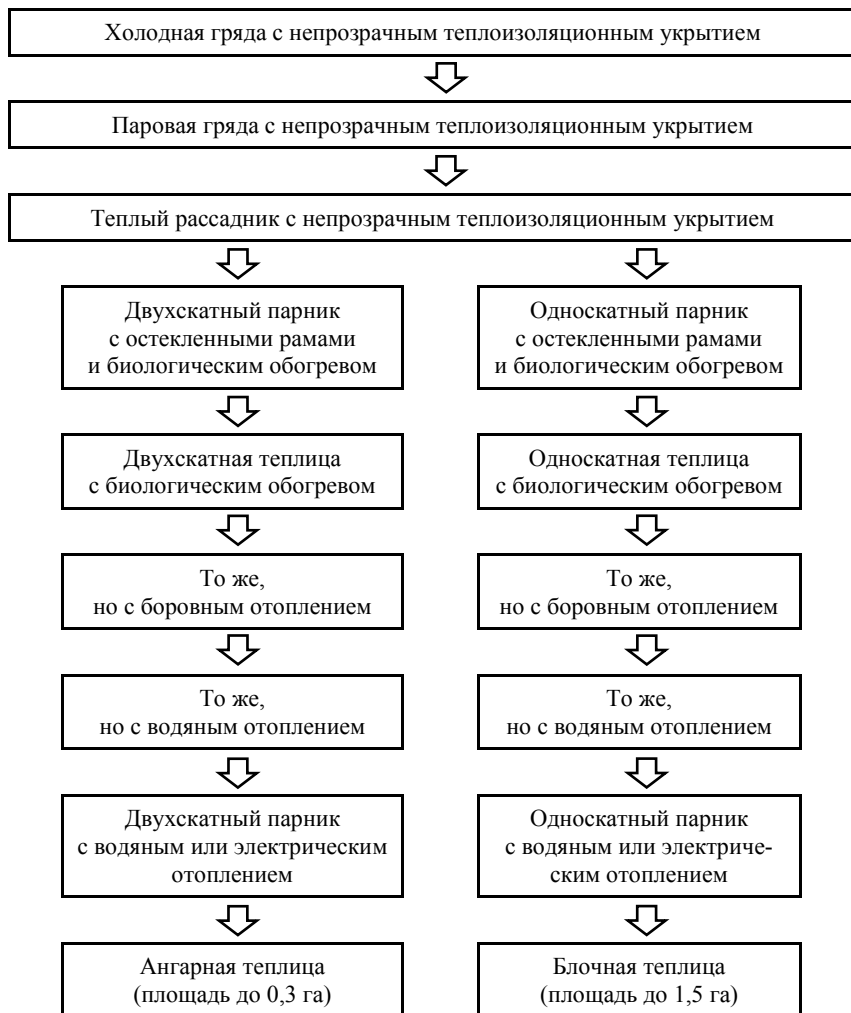 Холодная гряда с непрозрачным теплоизоляционным укрытием
Паровая гряда с непрозрачным теплоизоляционным укрытием
Теплый рассадник с непрозрачным теплоизоляционным укрытием
Двухскатный парник
с остекленными рамами
и биологическим обогревом
Односкатный парник
с остекленными рамами
и биологическим обогревом
Двухскатная теплица
с биологическим обогревом
Односкатная теплица
с биологическим обогревом
То же,
но с боровным отоплением
То же,
но с боровным отоплением
То же,
но с водяным отоплением
То же,
но с водяным отоплением
Двухскатный парник
с водяным или электрическим
отоплением
Односкатный парник
с водяным или электриче-
ским отоплением
Ангарная теплица
(площадь до 0,3 га)
Блочная теплица
(площадь до 1,5 га)